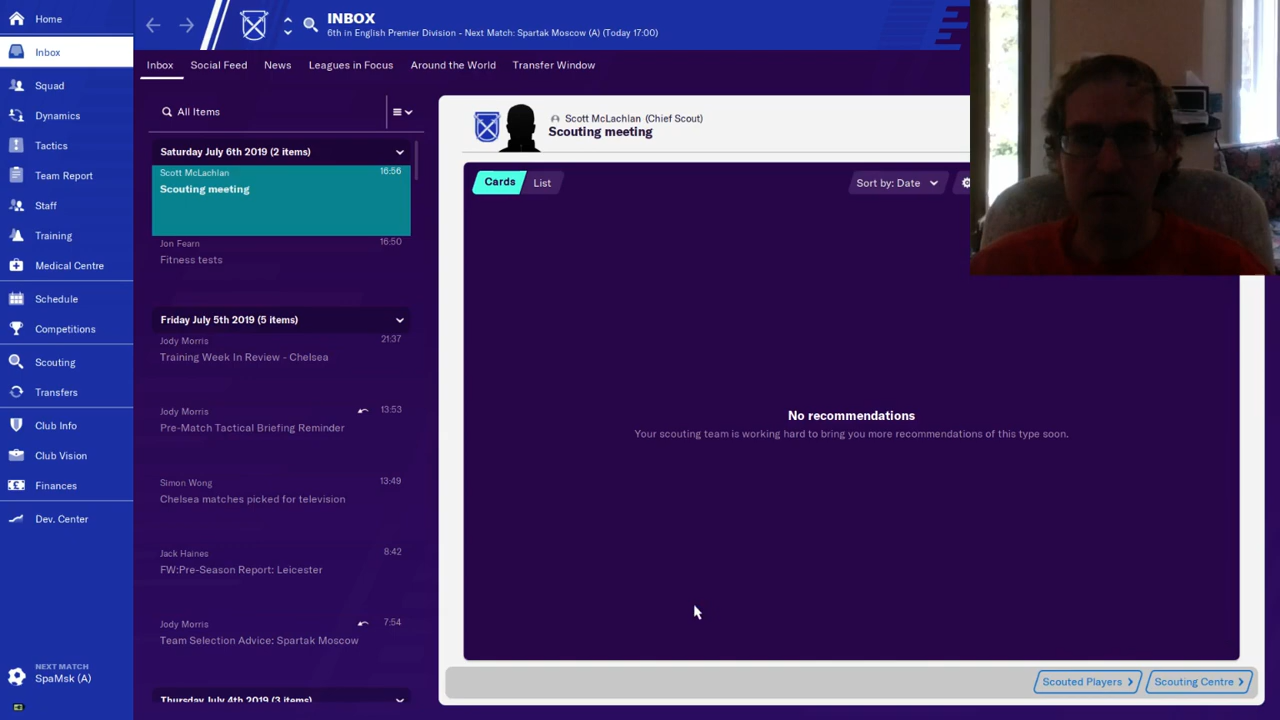 Home
Inbox
Squad
Dynamics
Tactics
Team Report
Staff
Training
Medical Centre
Schedule
Competitions
Scouting
Transfers
Club Info
Club Vision
Finances
Dev. Center
NEXT MATCH
SpaMsk (A)
INBOX
6th in English Premier Division - Next Match: Spartak Moscow (A) (Today 17:00)
Inbox
Social Feed
News
Leagues in Focus
Around the World
Transfer Window
All Items
Saturday July 6th 2019 (2 items)
Scott McLachlan 16:56
Scouting meeting
Jon Fearn 16:50
Fitness tests
Friday July 5th 2019 (5 items)
Jody Morris 21:37
Training Week In Review - Chelsea
Jody Morris 13:53
Pre-Match Tactical Briefing Reminder
Simon Wong 13:49
Chelsea matches picked for television
Jack Haines 8:42
FW:Pre-Season Report: Leicester
Jody Morris 7:54
Team Selection Advice: Spartak Moscow
Thursday July 4th 2019 (3 items)
Scott McLachlan (Chief Scout)
Scouting meeting
Cards
List
Sort by: Date
No recommendations
Your scouting team is working hard to bring you more recommendations of this type soon.
Scouted Players
Scouting Centre